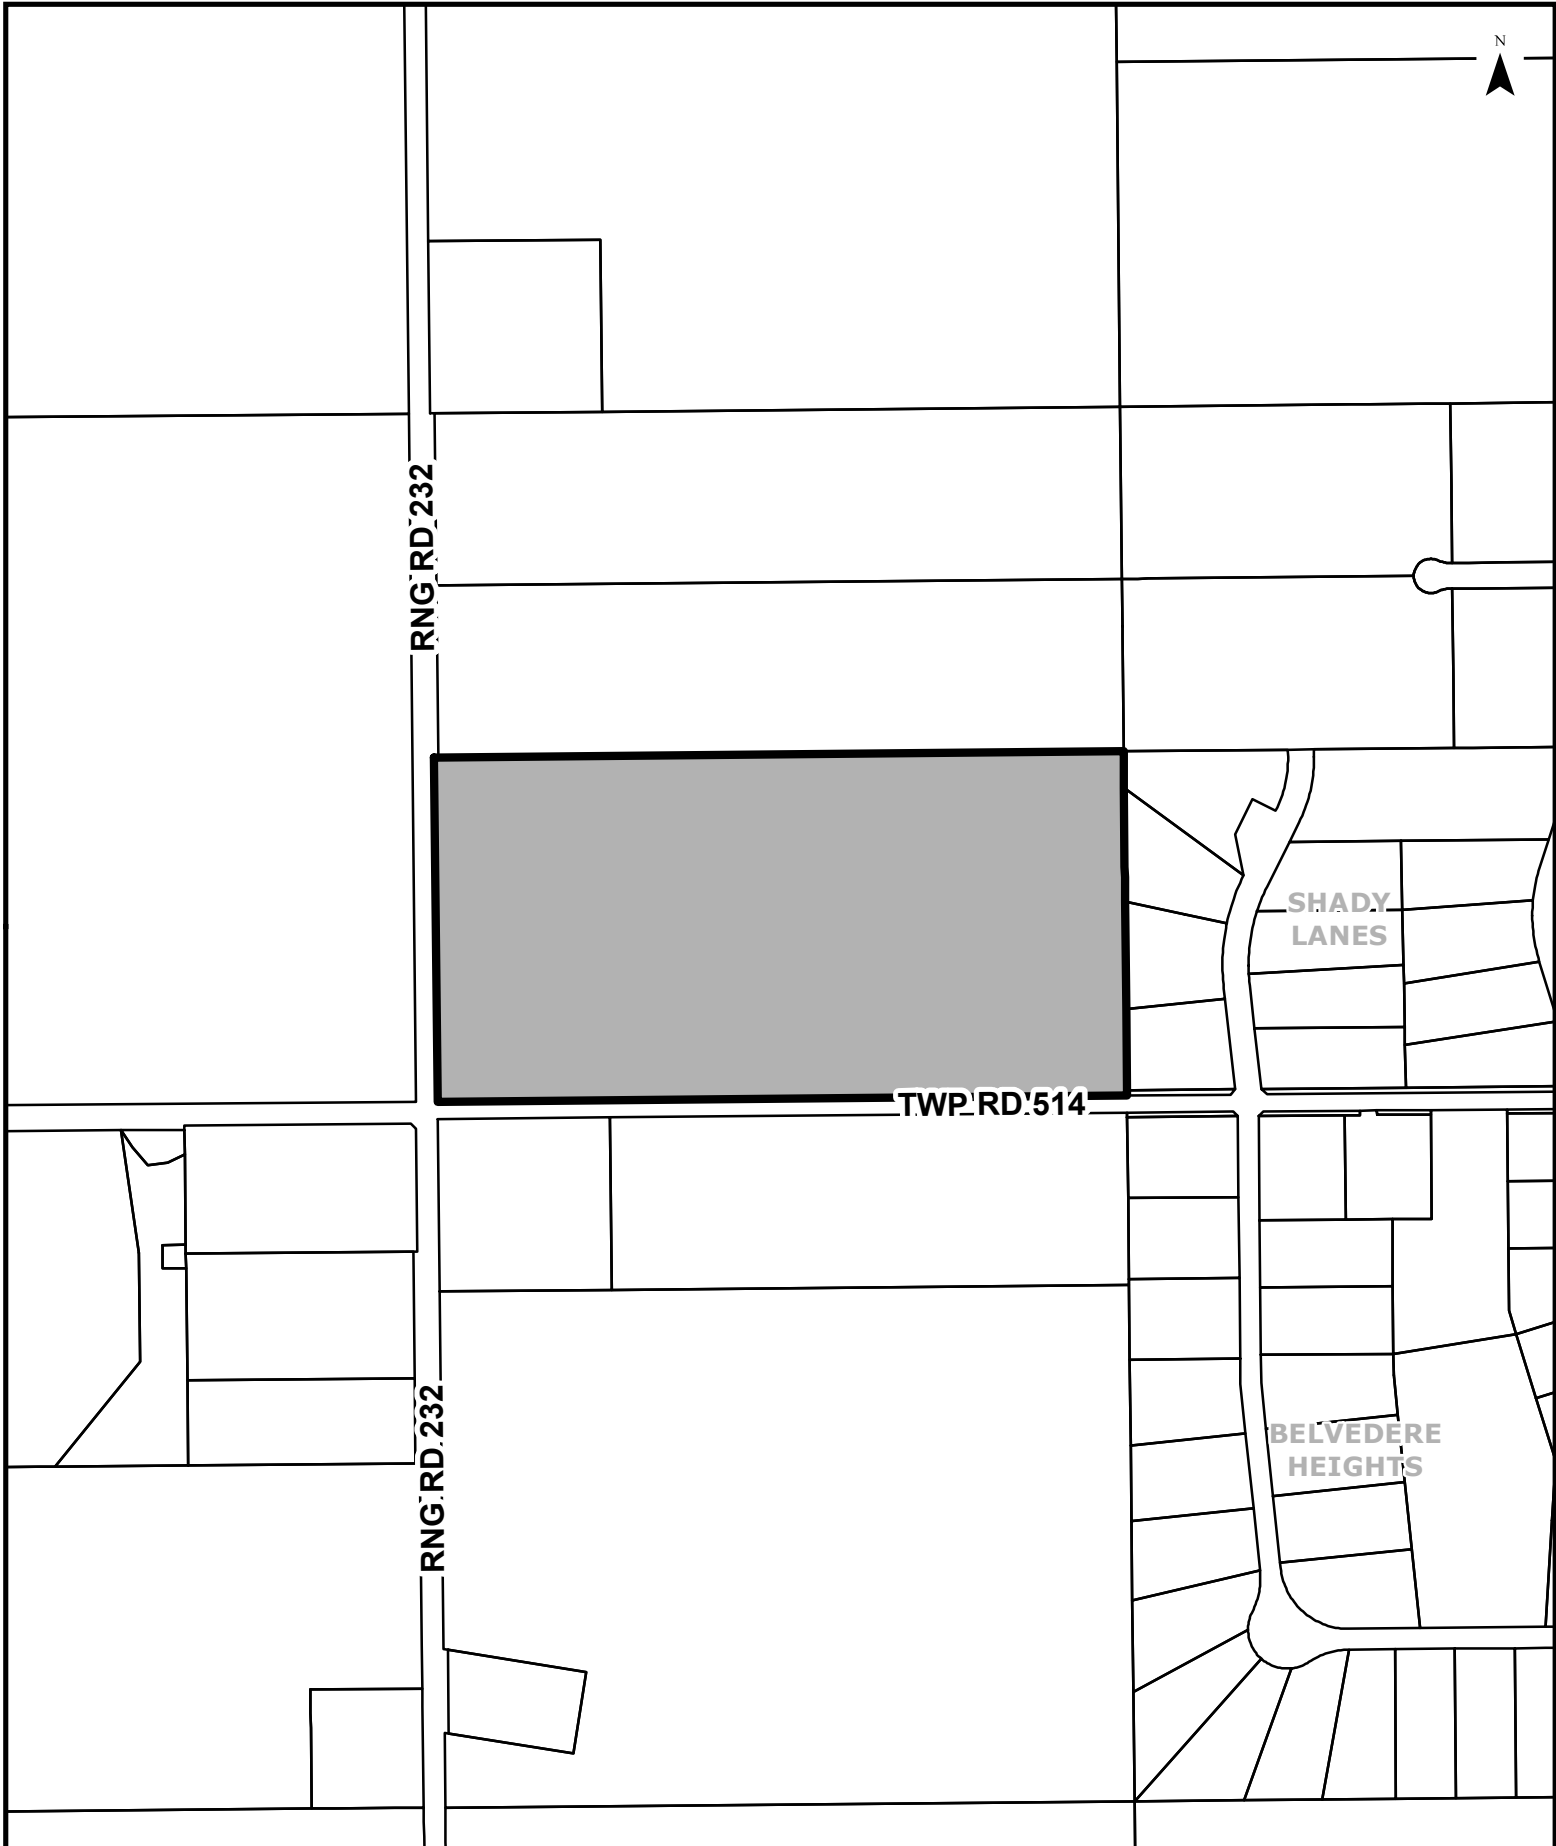 N
RNG RD 232
SHADY
LANES
TWP RD 514
RNG RD 232
BELVEDERE
HEIGHTS